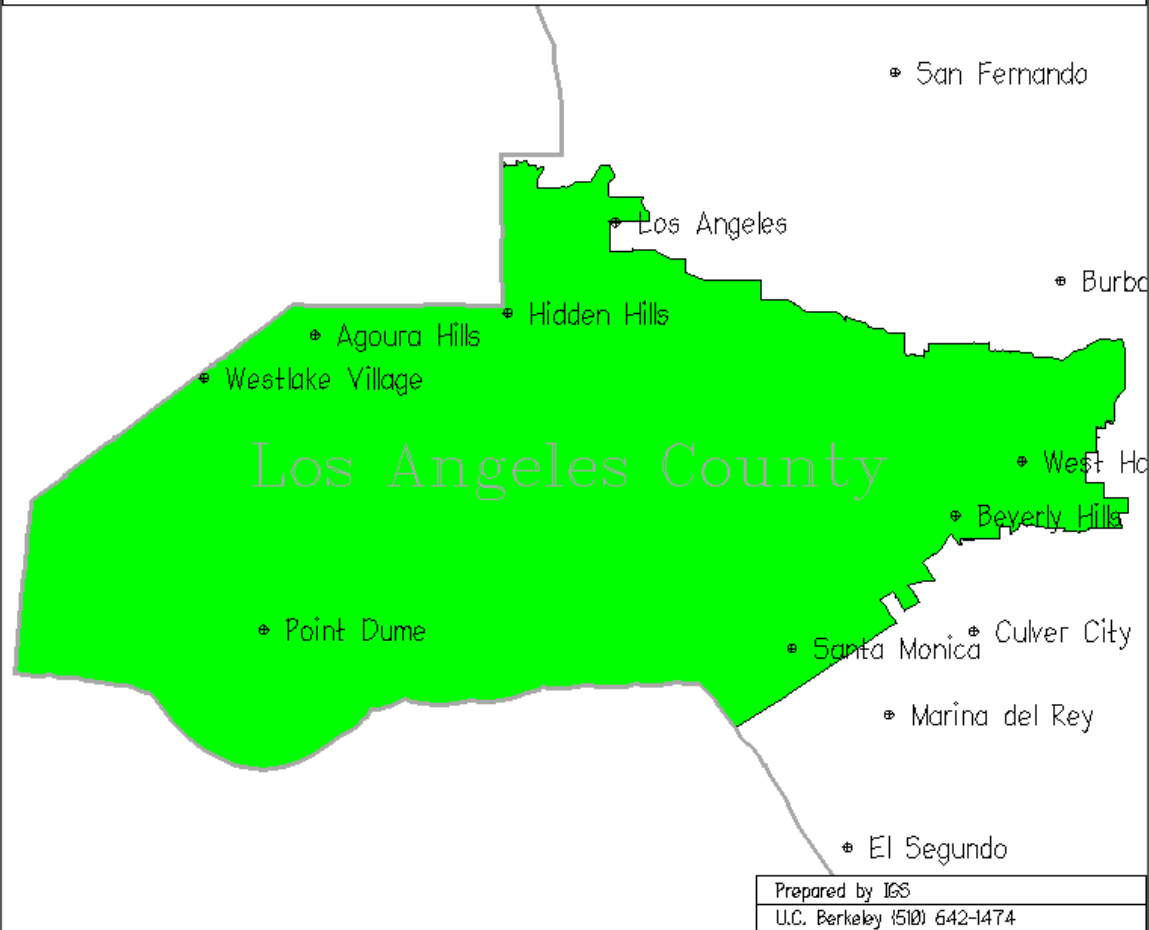 San Fernando
Los Angeles
Burbc
Hidden Hills
Agoura Hills
Westlake Village
Los Angeles County
West Ho
Beverly Hills
Point Dume
Culver City
Santa Monica
Marina del Rey
El Segundo
Prepared by IGS
U.C. Berkeley (510) 642-1474